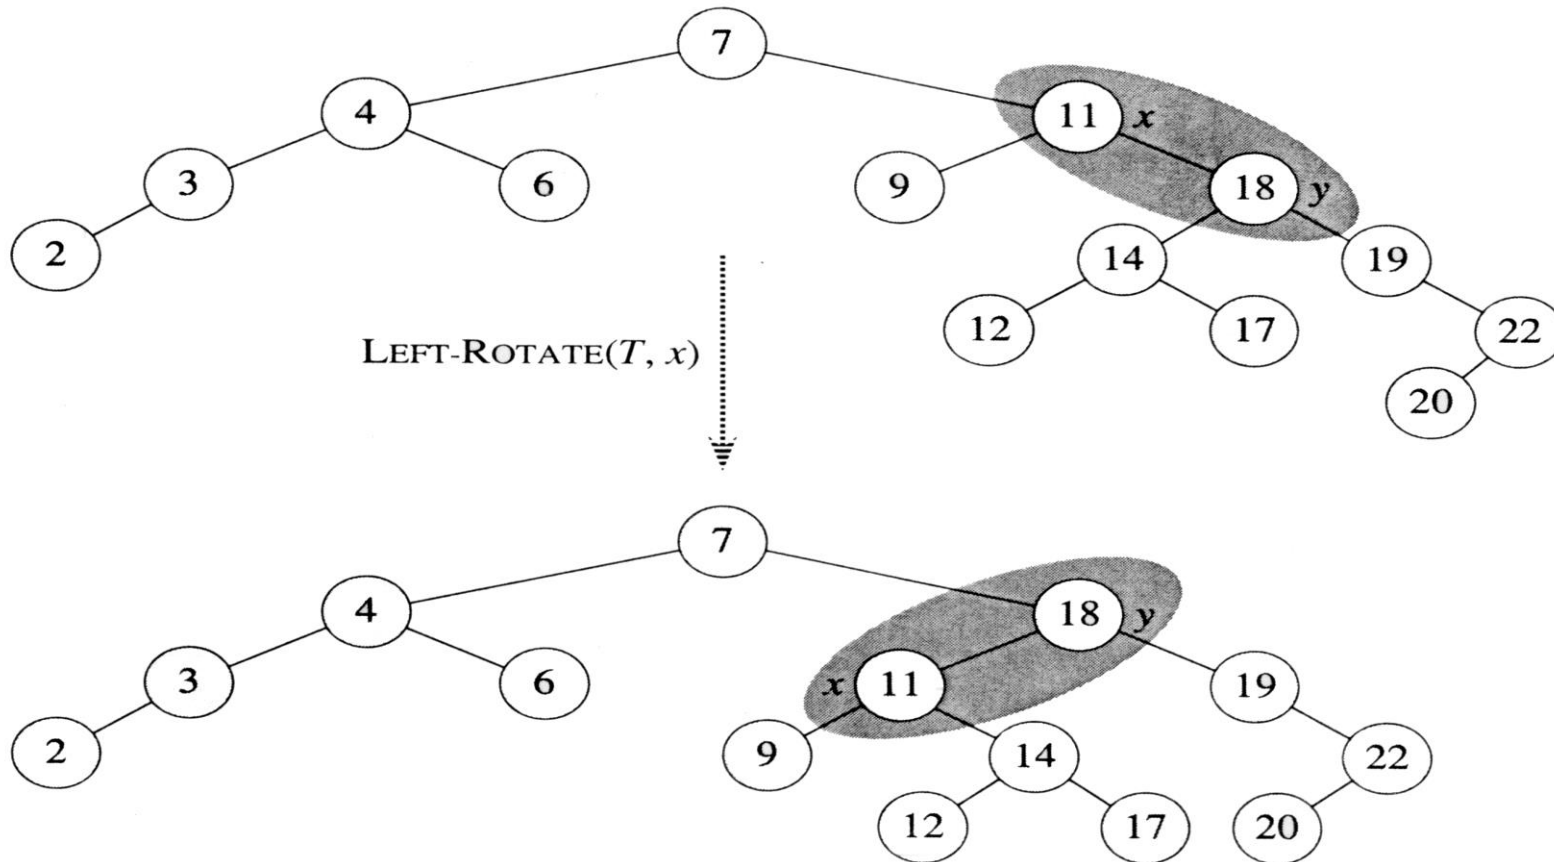 7
4 11 x
3 6 9 18 y
2 14 19
12 17 22
LEFT-ROTATE(T, x)
20
7
4 18 y
3 6 x 11 19
2 9 14 22
12 17 20